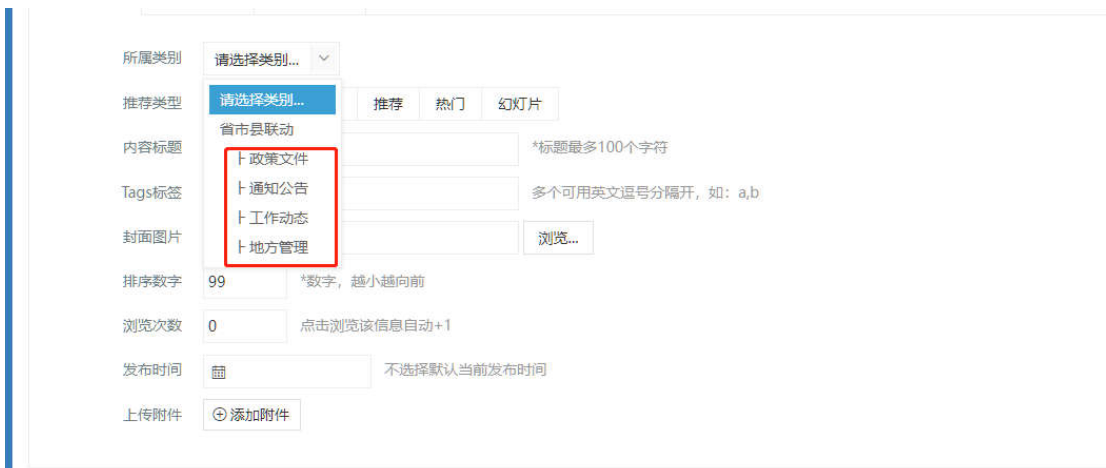 所属类别 请选择类别...
推荐类型 请选择类别... 推荐 热门 幻灯片
省市县联动
内容标题 *标题最多100个字符
├ 政策文件
Tags标签 ├ 通知公告 多个可用英文逗号分隔开，如：a,b
├ 工作动态
封面图片 浏览...
├ 地方管理
排序数字 99 *数字，越小越向前
浏览次数 0 点击浏览该信息自动+1
发布时间 不选择默认当前发布时间
上传附件 添加附件